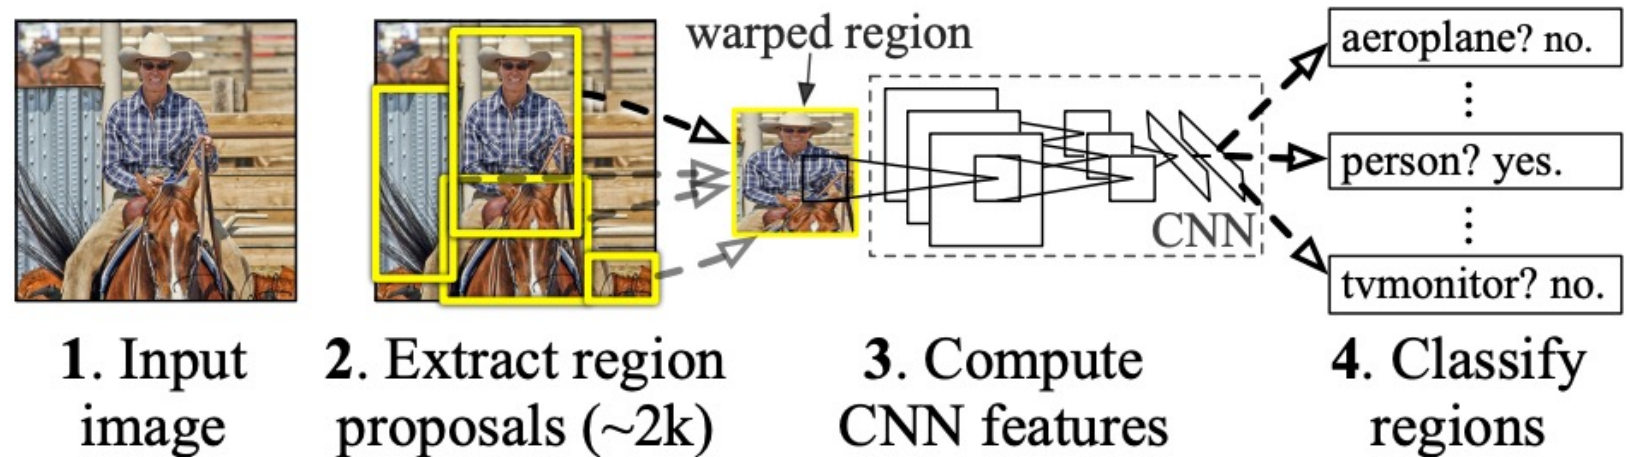 warped region
aeroplane? no.
person? yes.
CNN
tvmonitor? no.
1. Input
image
2. Extract region
proposals (~2k)
3. Compute
CNN features
4. Classify
regions